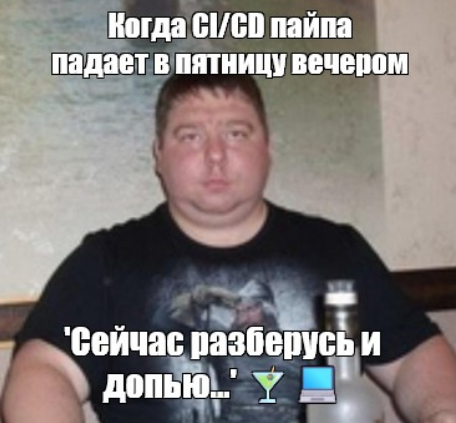 Когда CI/CD пайпа
падает в пятницу вечером
'Сейчас разберусь и
допью...' 🍸 💻